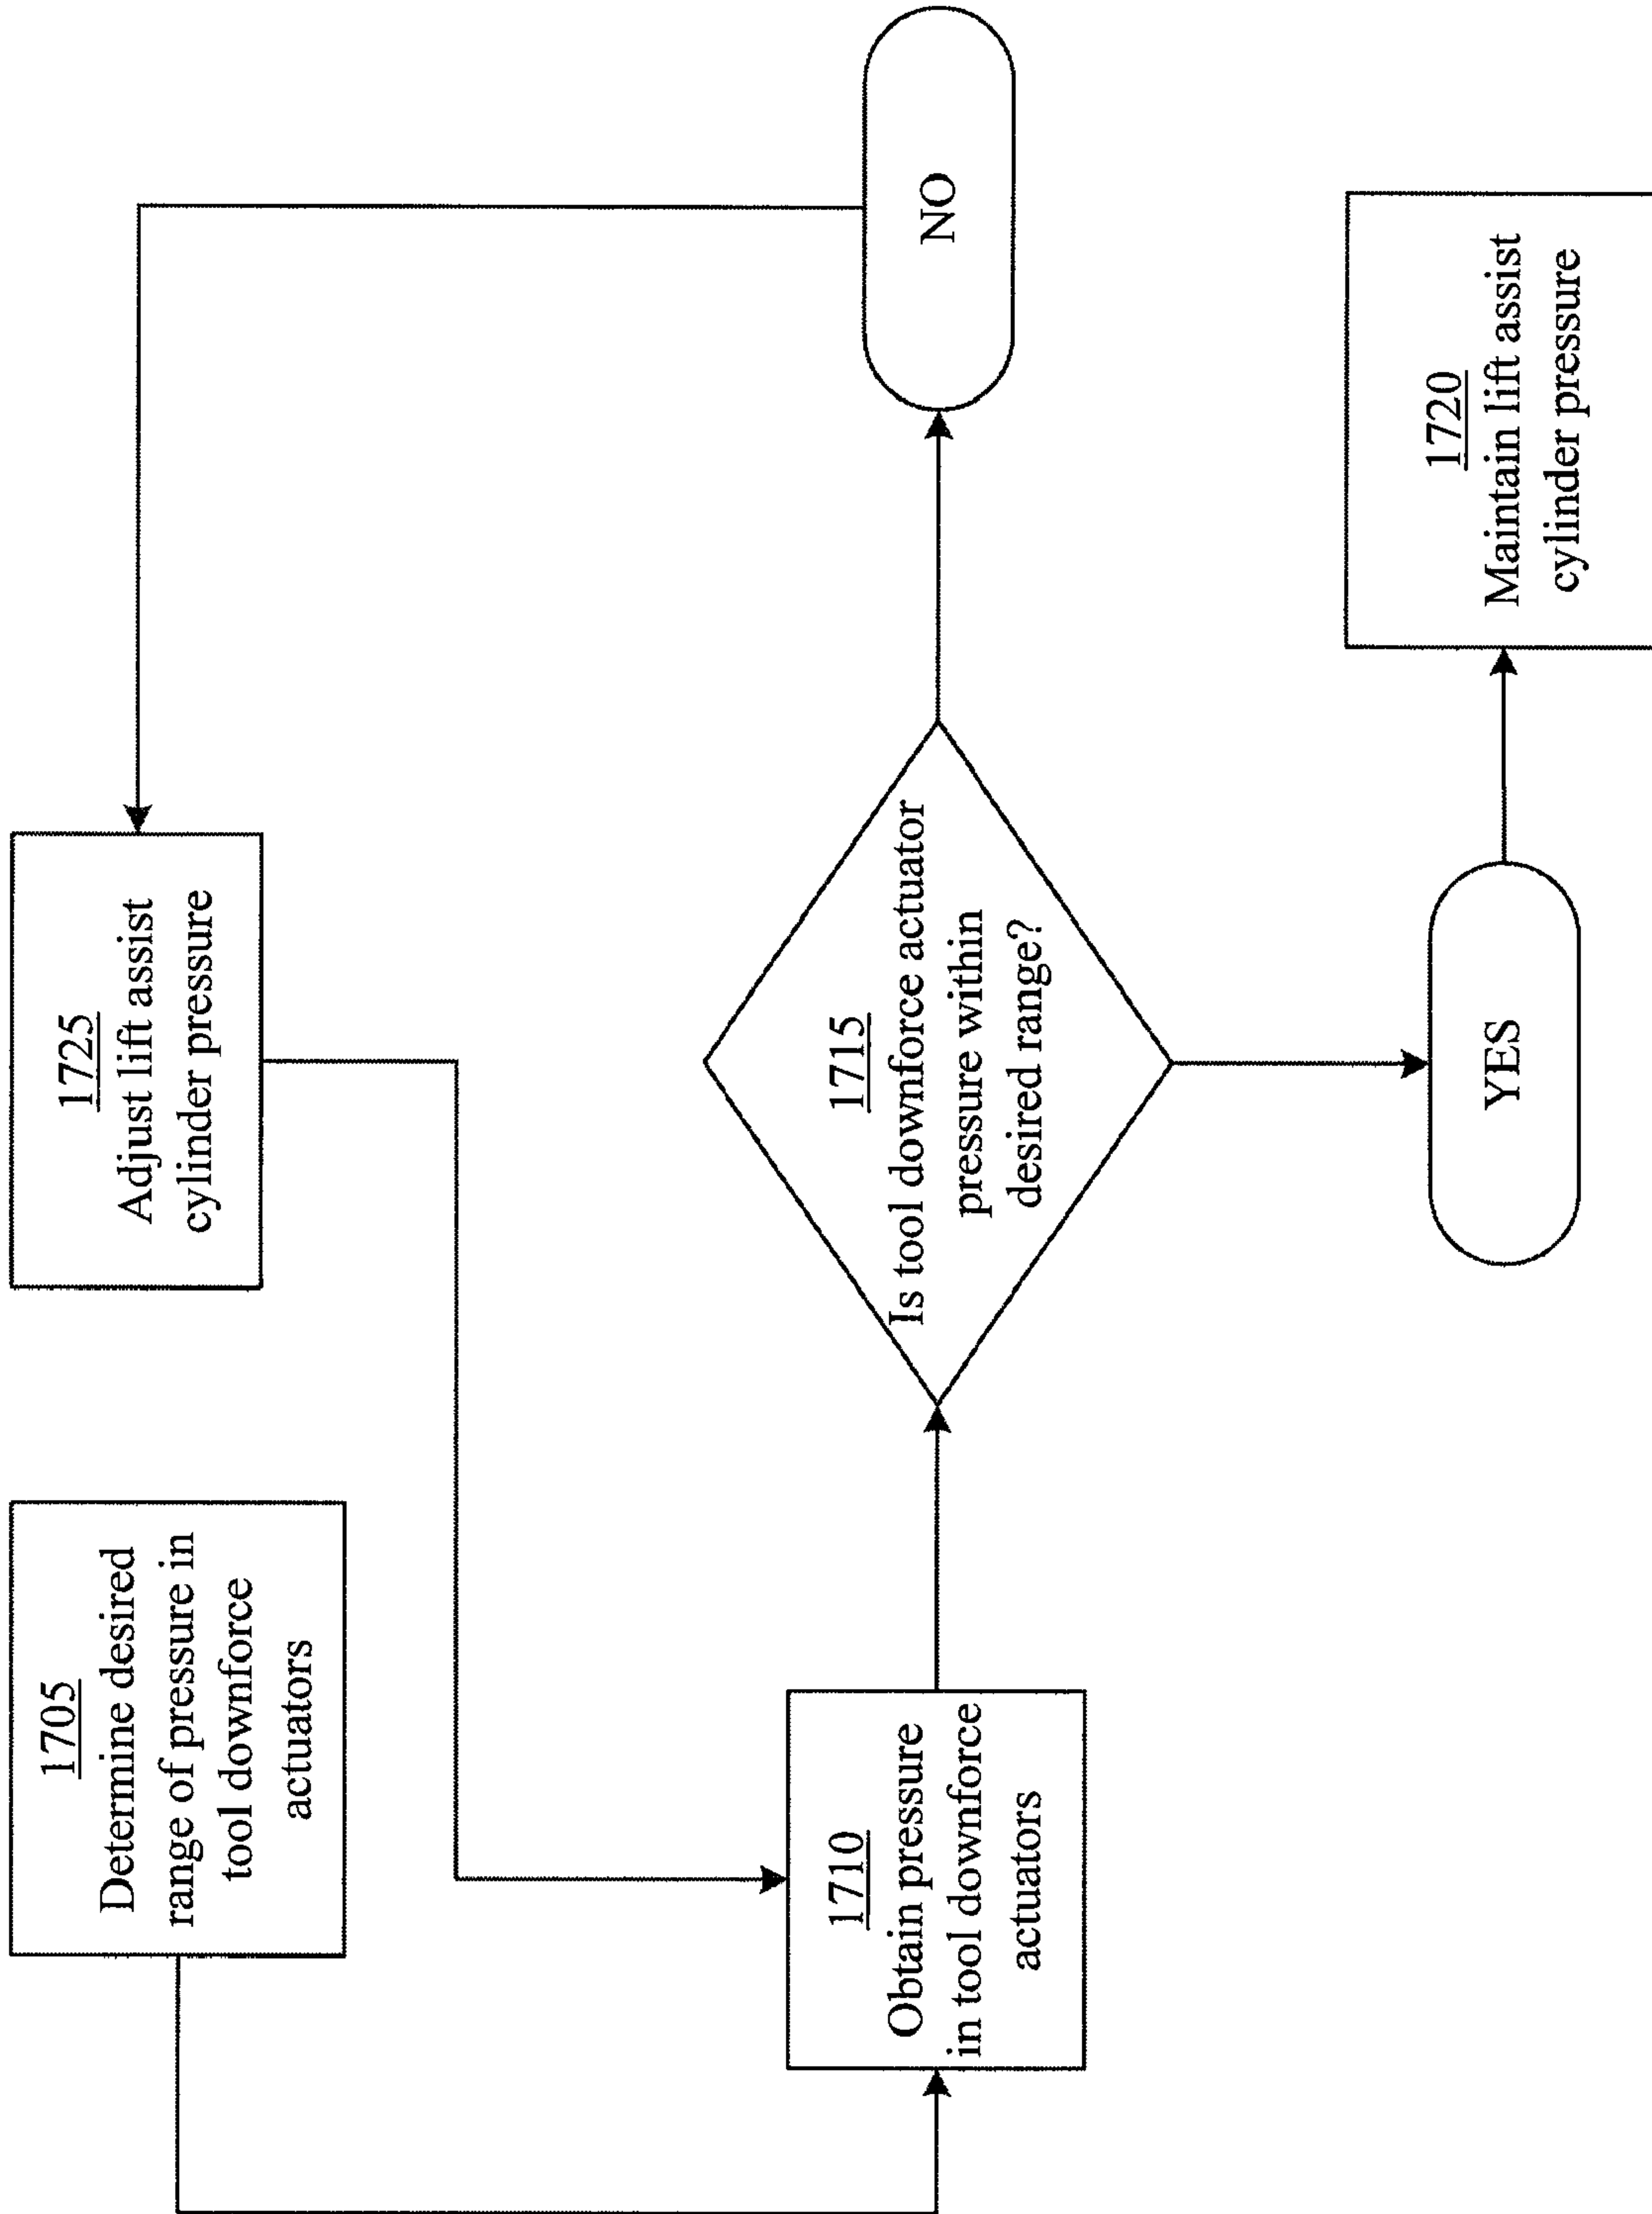 1705
Determine desired
range of pressure in
tool downforce
actuators
1725
Adjust lift assist
cylinder pressure
1710
Obtain pressure
in tool downforce
actuators
1715
Is tool downforce actuator
pressure within
desired range?
NO
YES
1720
Maintain lift assist
cylinder pressure